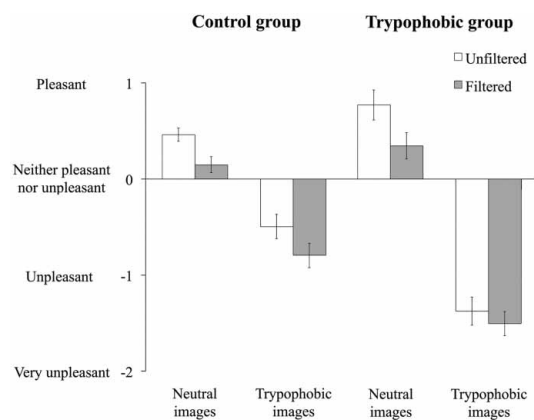 Control group
Trypophobic group
Unfiltered
Filtered
Pleasant
1
Neither pleasant
nor unpleasant
0
Unpleasant
-1
Very unpleasant
-2
Neutral
images
Trypophobic
images
Neutral
images
Trypophobic
images